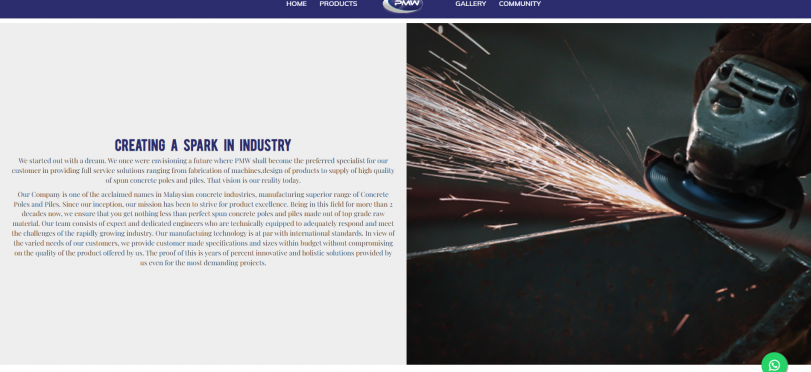 HOME PRODUCTS PMW GALLERY COMMUNITY
CREATING A SPARK IN INDUSTRY
We started out with a dream. We once were envisioning a future where PMW shall become the preferred specialist for our
customer in providing full service solutions ranging from fabrication of machines,design of products to supply of high quality
of spun concrete poles and piles. That vision is our reality today.
Our Company is one of the acclaimed names in Malaysian concrete industries, manufacturing superior range of Concrete
Poles and Piles. Since our inception, our mission has been to strive for product excellence. Being in this field for more than 2
decades now, we ensure that you get nothing less than perfect spun concrete poles and piles made out of top grade raw
material. Our team consists of expect and dedicated engineers who are technically equipped to adequately respond and meet
the challenges of the rapidly growing industry. Our manufactuing technology is at par with international standards. In view of
the varied needs of our customers, we provide customer made specifications and sizes within budget without compromising
on the quality of the product offered by us. The proof of this is years of percent innovative and holistic solutions provided by
us even for the most demanding projects.